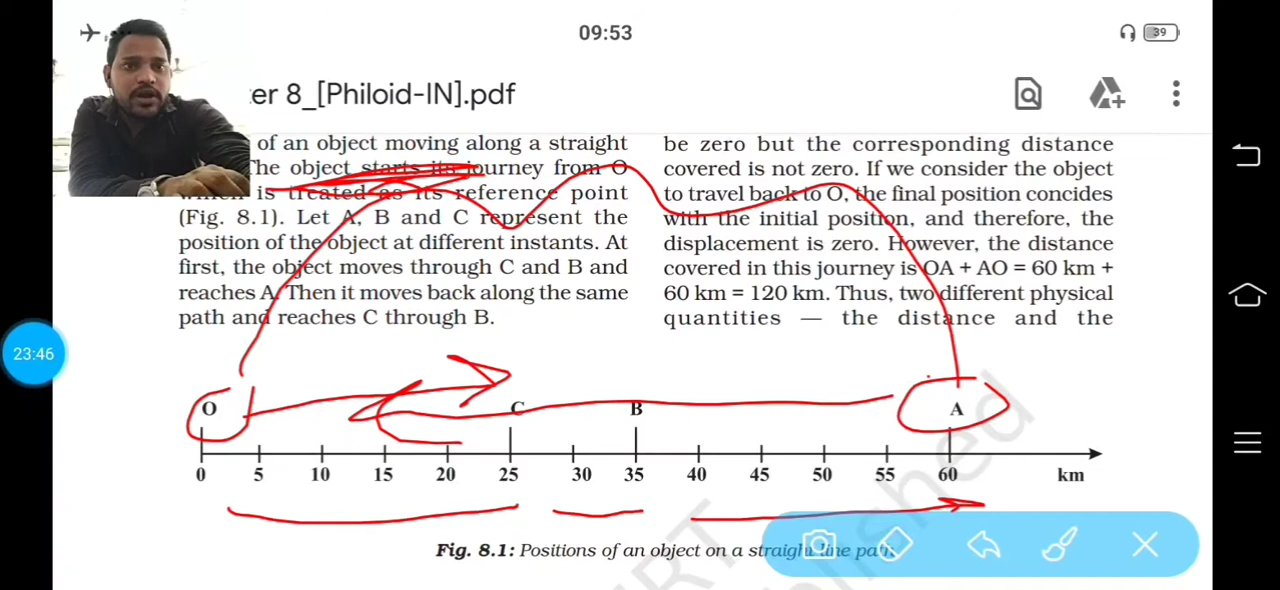 09:53
39
er 8_[Philoid-IN].pdf
of an object moving along a straight
The object starts its journey from O
which is treated as its reference point
(Fig. 8.1). Let A, B and C represent the
position of the object at different instants. At
first, the object moves through C and B and
reaches A. Then it moves back along the same
path and reaches C through B.
be zero but the corresponding distance
covered is not zero. If we consider the object
to travel back to O, the final position concides
with the initial position, and therefore, the
displacement is zero. However, the distance
covered in this journey is OA + AO = 60 km +
60 km = 120 km. Thus, two different physical
quantities — the distance and the
23:46
O C B A
0 5 10 15 20 25 30 35 40 45 50 55 60 km
Fig. 8.1: Positions of an object on a straight line path